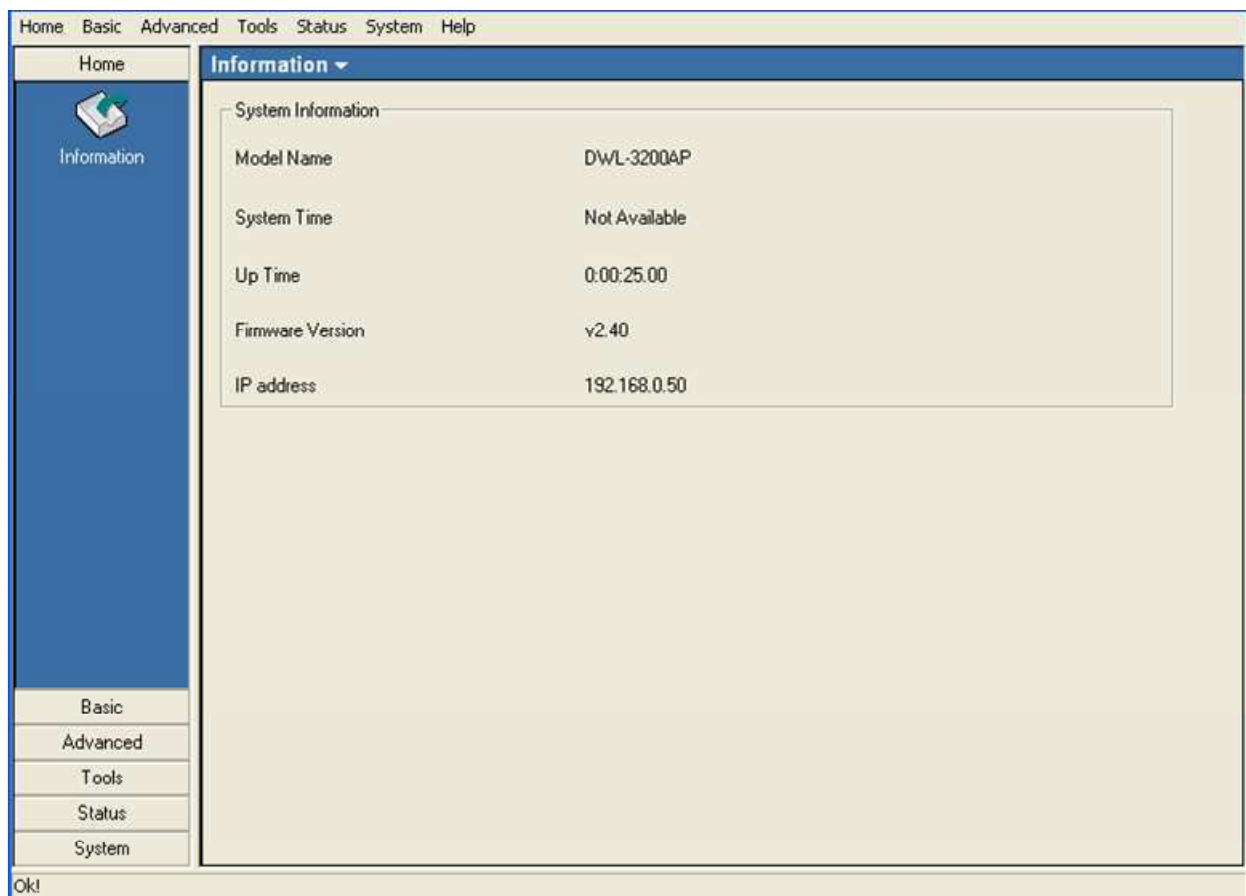 Home Basic Advanced Tools Status System Help
Home
Information
Information
System Information
Model Name DWL-3200AP
System Time Not Available
Up Time 0:00:25.00
Firmware Version v2.40
IP address 192.168.0.50
Basic
Advanced
Tools
Status
System
Ok!